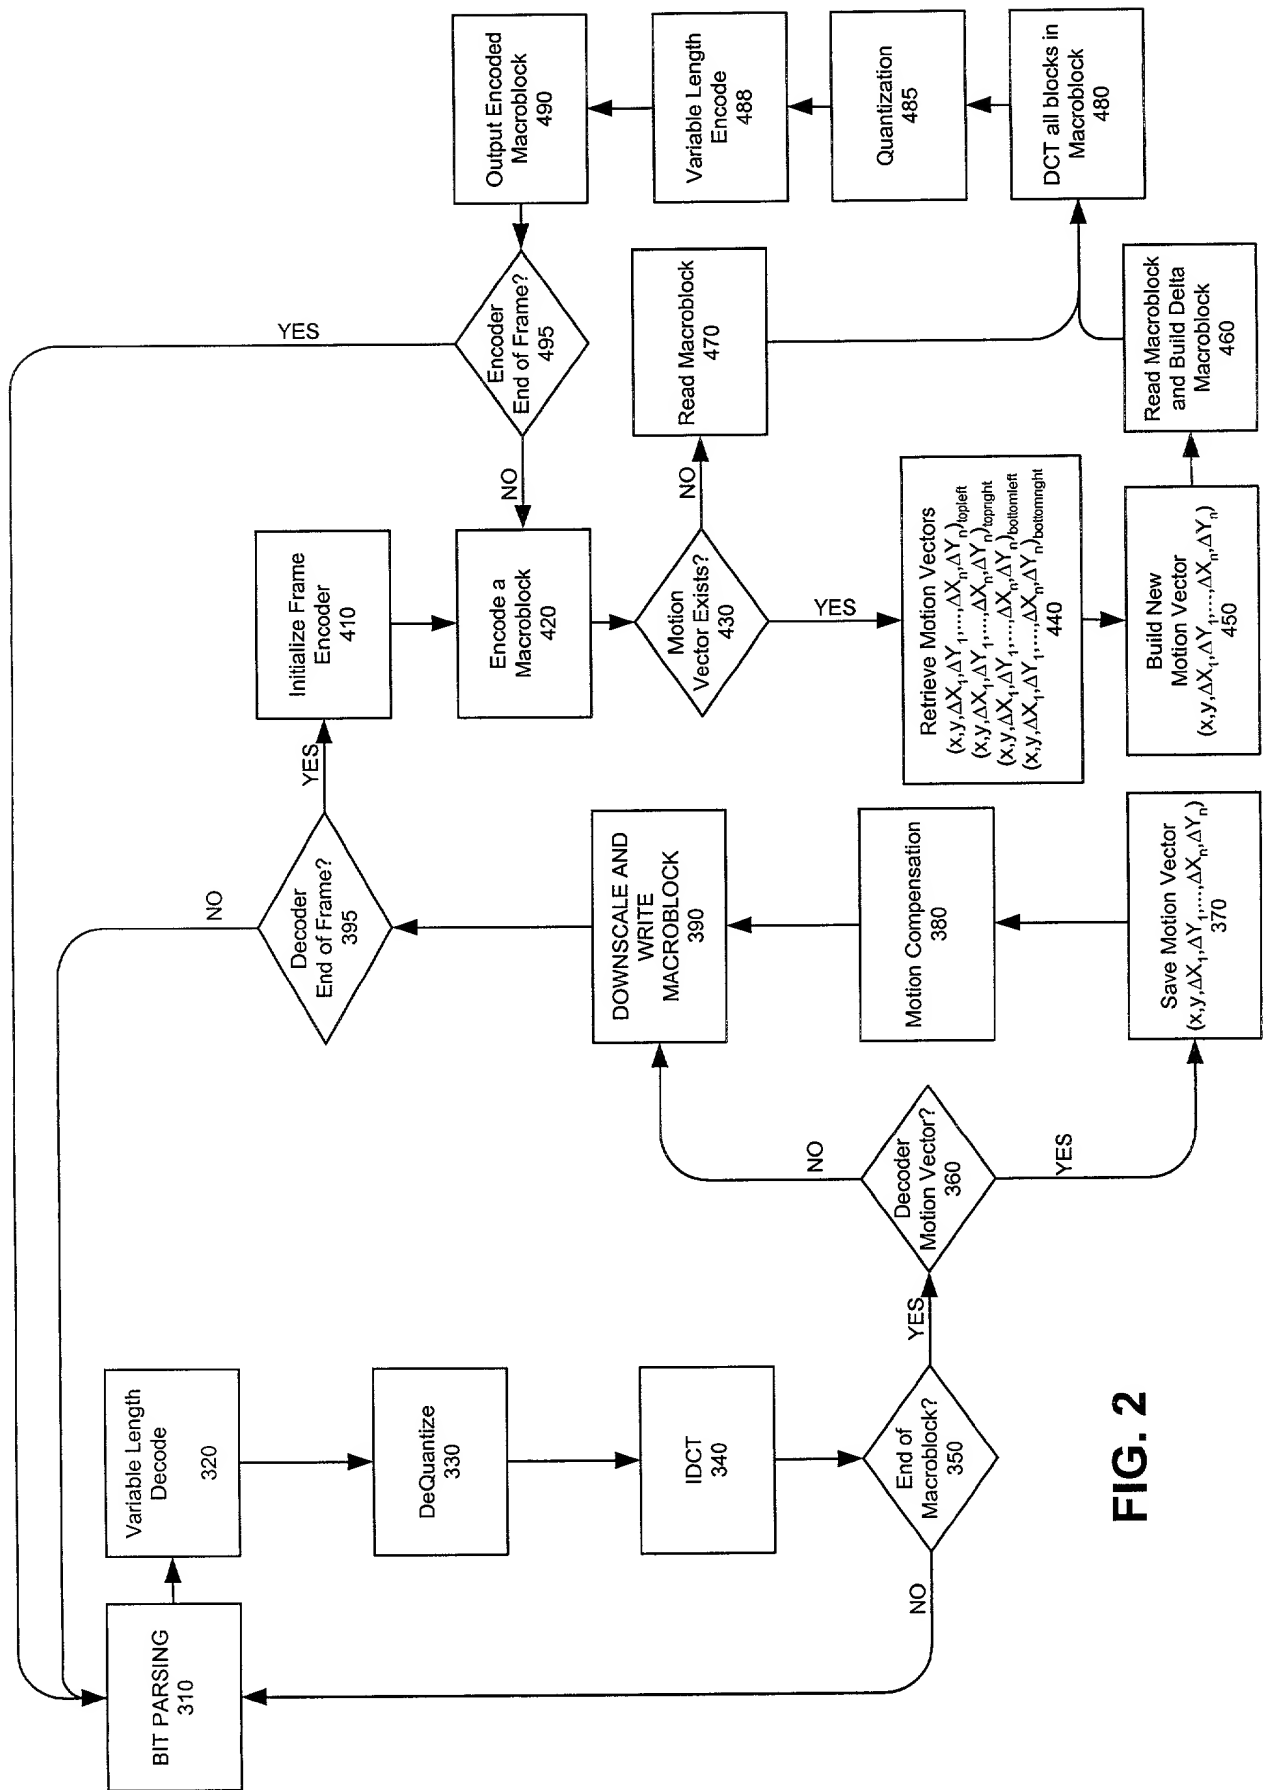 BIT PARSING
310
Variable Length
Decode
320
DeQuantize
330
IDCT
340
End of
Macroblock?
350
NO
YES
Decoder
Motion Vector?
360
NO
YES
Save Motion Vector
(x,y,ΔX1,ΔY1,...,ΔXn,ΔYn)
370
Motion Compensation
380
DOWNSCALE AND
WRITE
MACROBLOCK
390
Decoder
End of Frame?
395
NO
YES
Initialize Frame
Encoder
410
Encode a
Macroblock
420
Motion
Vector Exists?
430
NO
YES
Retrieve Motion Vectors
(x,y,ΔX1,ΔY1,...,ΔXn,ΔYn)topleft
(x,y,ΔX1,ΔY1,...,ΔXn,ΔYn)topright
(x,y,ΔX1,ΔY1,...,ΔXn,ΔYn)bottomleft
(x,y,ΔX1,ΔY1,...,ΔXn,ΔYn)bottomright
440
Build New
Motion Vector
(x,y,ΔX1,ΔY1,...,ΔXn,ΔYn)
450
Read Macroblock
and Build Delta
Macroblock
460
Read Macroblock
470
DCT all blocks in
Macroblock
480
Quantization
485
Variable Length
Encode
488
Output Encoded
Macroblock
490
Encoder
End of Frame?
495
NO
YES
FIG. 2